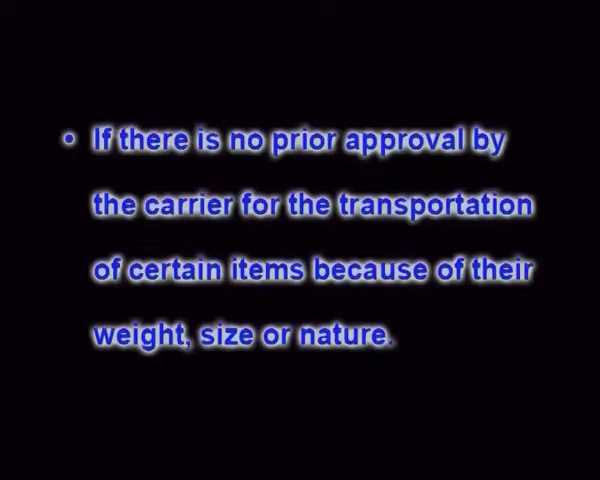 • If there is no prior approval by
the carrier for the transportation
of certain items because of their
weight, size or nature.